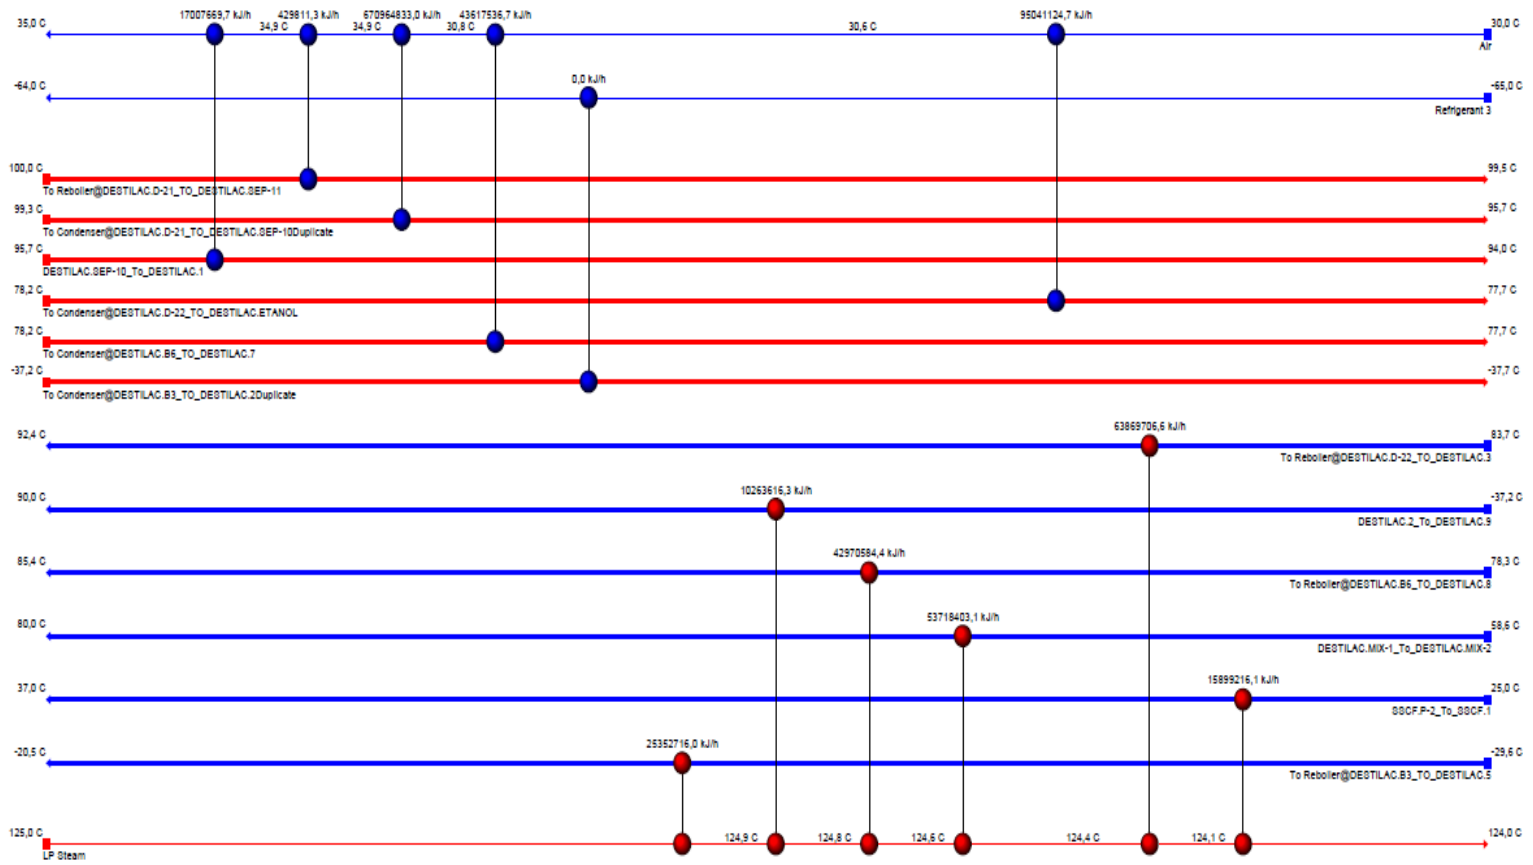 17007669,7 kJ/h
429811,3 kJ/h
670964833,0 kJ/h
43617536,7 kJ/h
95041124,7 kJ/h
35,0 C
34,9 C
34,9 C
30,8 C
30,6 C
30,0 C
Air
0,0 kJ/h
-64,0 C
-65,0 C
Refrigerant 3
100,0 C
99,5 C
To Reboiler@DESTILAC.D-21_TO_DESTILAC.SEP-11
99,3 C
95,7 C
To Condenser@DESTILAC.D-21_TO_DESTILAC.SEP-10Duplicate
95,7 C
94,0 C
DESTILAC.SEP-10_To_DESTILAC.1
78,2 C
77,7 C
To Condenser@DESTILAC.D-22_TO_DESTILAC.ETANOL
78,2 C
77,7 C
To Condenser@DESTILAC.B6_TO_DESTILAC.7
-37,2 C
-37,7 C
To Condenser@DESTILAC.B3_TO_DESTILAC.2Duplicate
63869706,6 kJ/h
92,4 C
83,7 C
To Reboiler@DESTILAC.D-22_TO_DESTILAC.3
10263616,3 kJ/h
90,0 C
-37,2 C
DESTILAC.2_To_DESTILAC.9
42970584,4 kJ/h
85,4 C
78,3 C
To Reboiler@DESTILAC.B6_TO_DESTILAC.8
53718403,1 kJ/h
80,0 C
58,6 C
DESTILAC.MIX-1_To_DESTILAC.MIX-2
15899216,1 kJ/h
37,0 C
25,0 C
SSCF.P-2_To_SSCF.1
25352716,0 kJ/h
-20,5 C
-29,6 C
To Reboiler@DESTILAC.B3_TO_DESTILAC.5
125,0 C
124,9 C
124,8 C
124,6 C
124,4 C
124,1 C
124,0 C
LP Steam